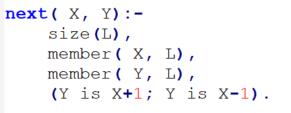 next( X, Y):-
size(L),
member( X, L),
member( Y, L),
(Y is X+1; Y is X-1).